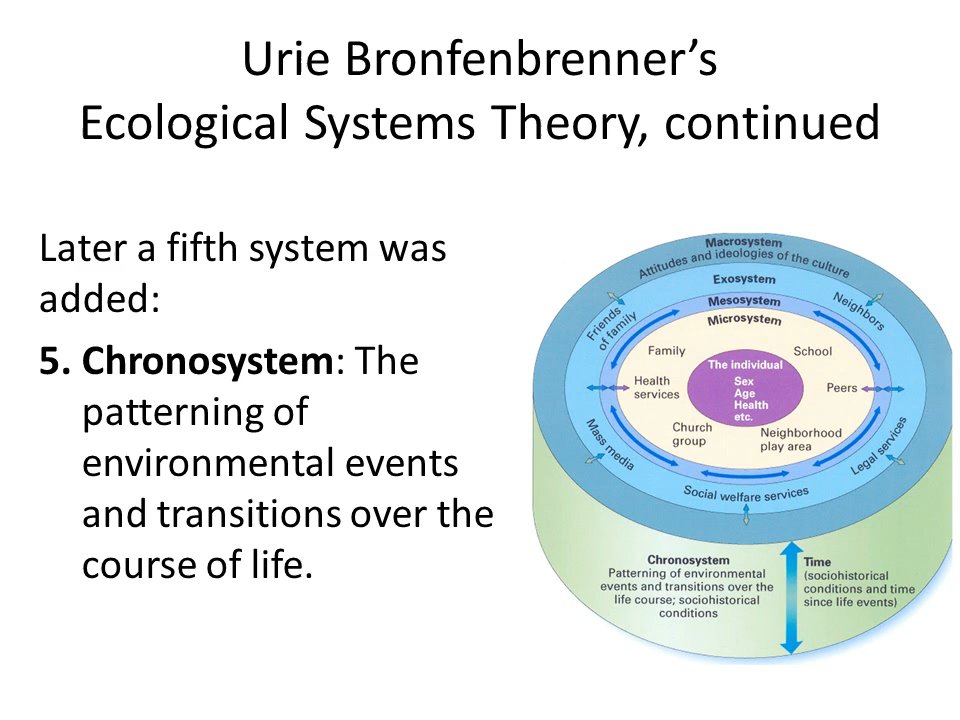 Urie Bronfenbrenner’s
Ecological Systems Theory, continued
Later a fifth system was
added:
5. Chronosystem: The
patterning of
environmental events
and transitions over the
course of life.
Macrosystem
Attitudes and ideologies of the culture
Exosystem
Mesosystem
Microsystem
Friends
of family
Neighbors
Family
School
The individual
Sex
Age
Health
etc.
Health
services
Peers
Church
group
Neighborhood
play area
Mass media
Legal services
Social welfare services
Chronosystem
Patterning of environmental
events and transitions over the
life course; sociohistorical
conditions
Time
(sociohistorical
conditions and time
since life events)